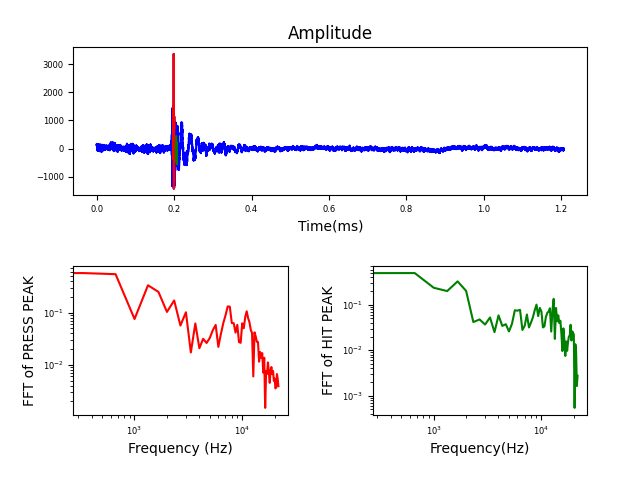 Amplitude
3000
2000
1000
0
−1000
0.0 0.2 0.4 0.6 0.8 1.0 1.2
Time(ms)
FFT of PRESS PEAK
10⁻¹
10⁻²
10³ 10⁴
Frequency (Hz)
FFT of HIT PEAK
10⁻¹
10⁻²
10⁻³
10³ 10⁴
Frequency(Hz)